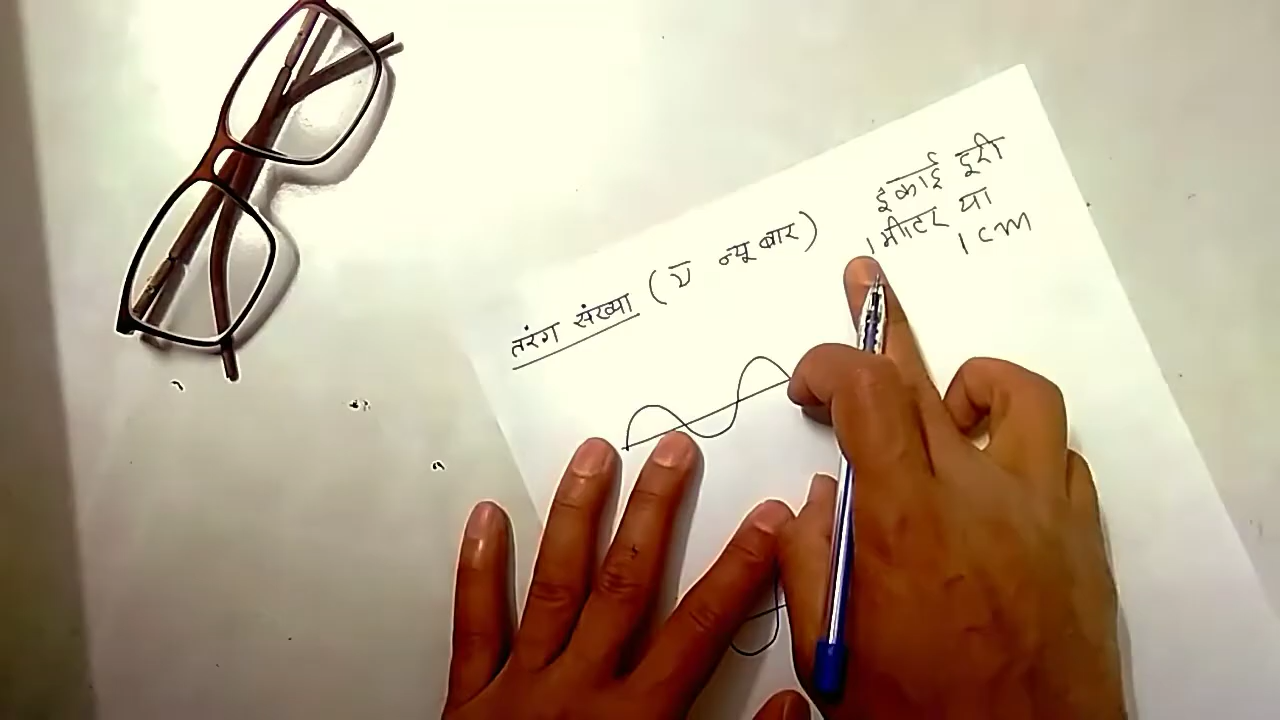 तरंग संख्या ( ऩ न्यू बार )
इकाई दूरी
1 मीटर या
1 cm